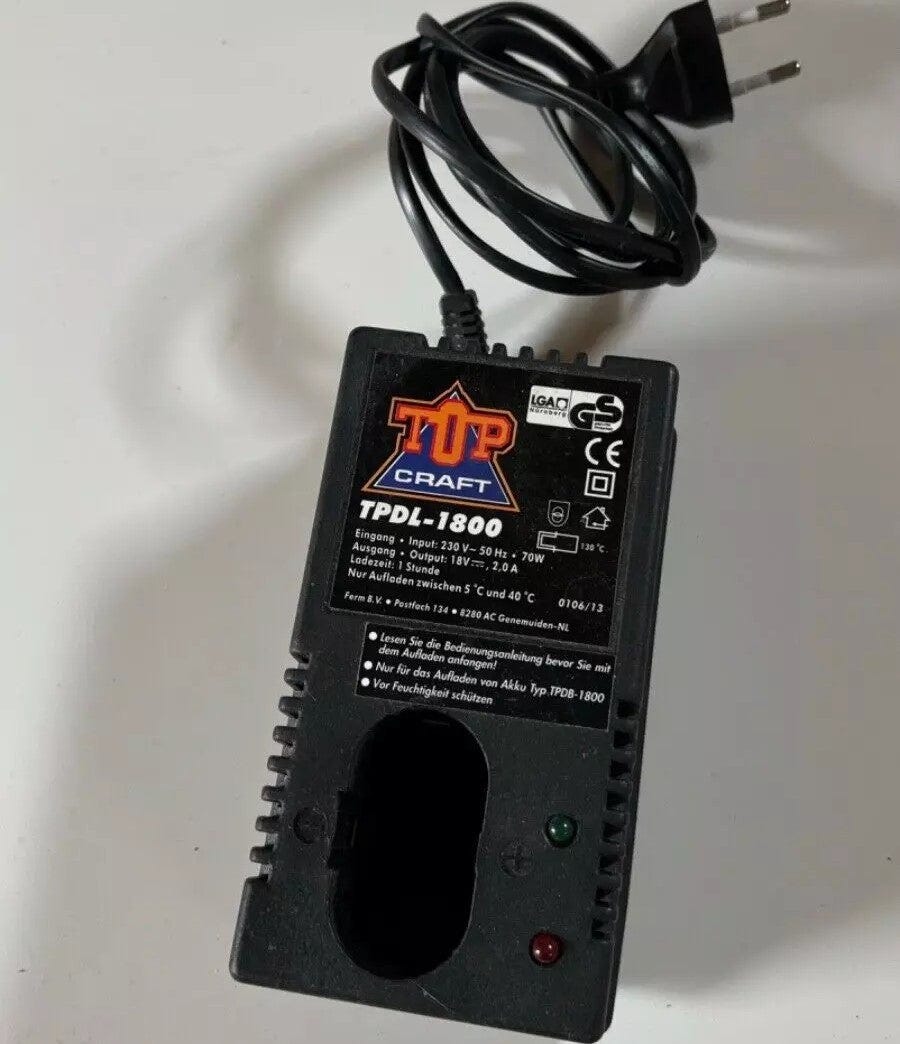 TOP
CRAFT
LGA
Nürnberg
GS
CE
TPDL-1800
Eingang • Input: 230 V~ 50 Hz • 70W
Ausgang • Output: 18V⎓, 2,0 A
Ladezeit: 1 Stunde
Nur Aufladen zwischen 5 °C und 40 °C
130 °C.
0106/13
Ferm B.V. • Postfach 134 • 8280 AC Genemuiden-NL
• Lesen Sie die Bedienungsanleitung bevor Sie mit
dem Aufladen anfangen!
• Nur für das Aufladen von Akku Typ TPDB-1800
• Vor Feuchtigkeit schützen